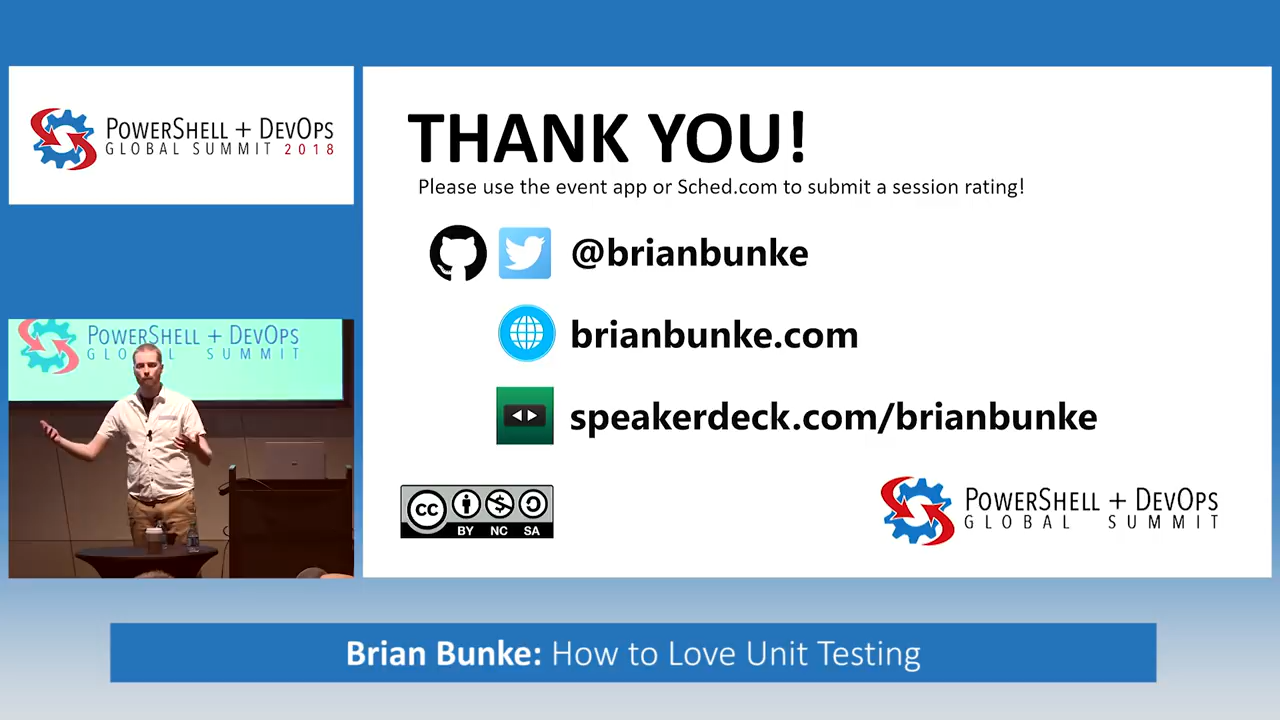 POWERSHELL + DEVOPS
GLOBAL SUMMIT 2018
THANK YOU!
Please use the event app or Sched.com to submit a session rating!
@brianbunke
brianbunke.com
speakerdeck.com/brianbunke
cc
BY NC SA
POWERSHELL + DEVOPS
GLOBAL SUMMIT
POWERSHELL + DEVOPS
GLOBAL SUMMIT
Brian Bunke: How to Love Unit Testing